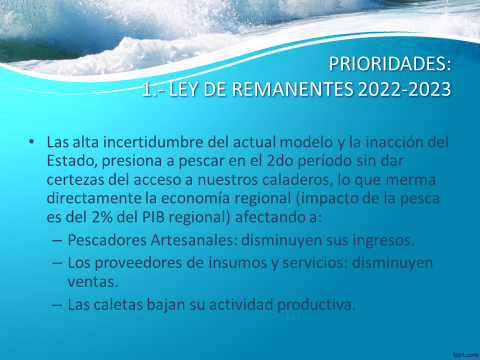 PRIORIDADES:
1.- LEY DE REMANENTES 2022-2023
• Las alta incertidumbre del actual modelo y la inacción del
Estado, presiona a pescar en el 2do período sin dar
certezas del acceso a nuestros caladeros, lo que merma
directamente la economía regional (impacto de la pesca
es del 2% del PIB regional) afectando a:
– Pescadores Artesanales: disminuyen sus ingresos.
– Los proveedores de insumos y servicios: disminuyen
ventas.
– Las caletas bajan su actividad productiva.
fppt.com